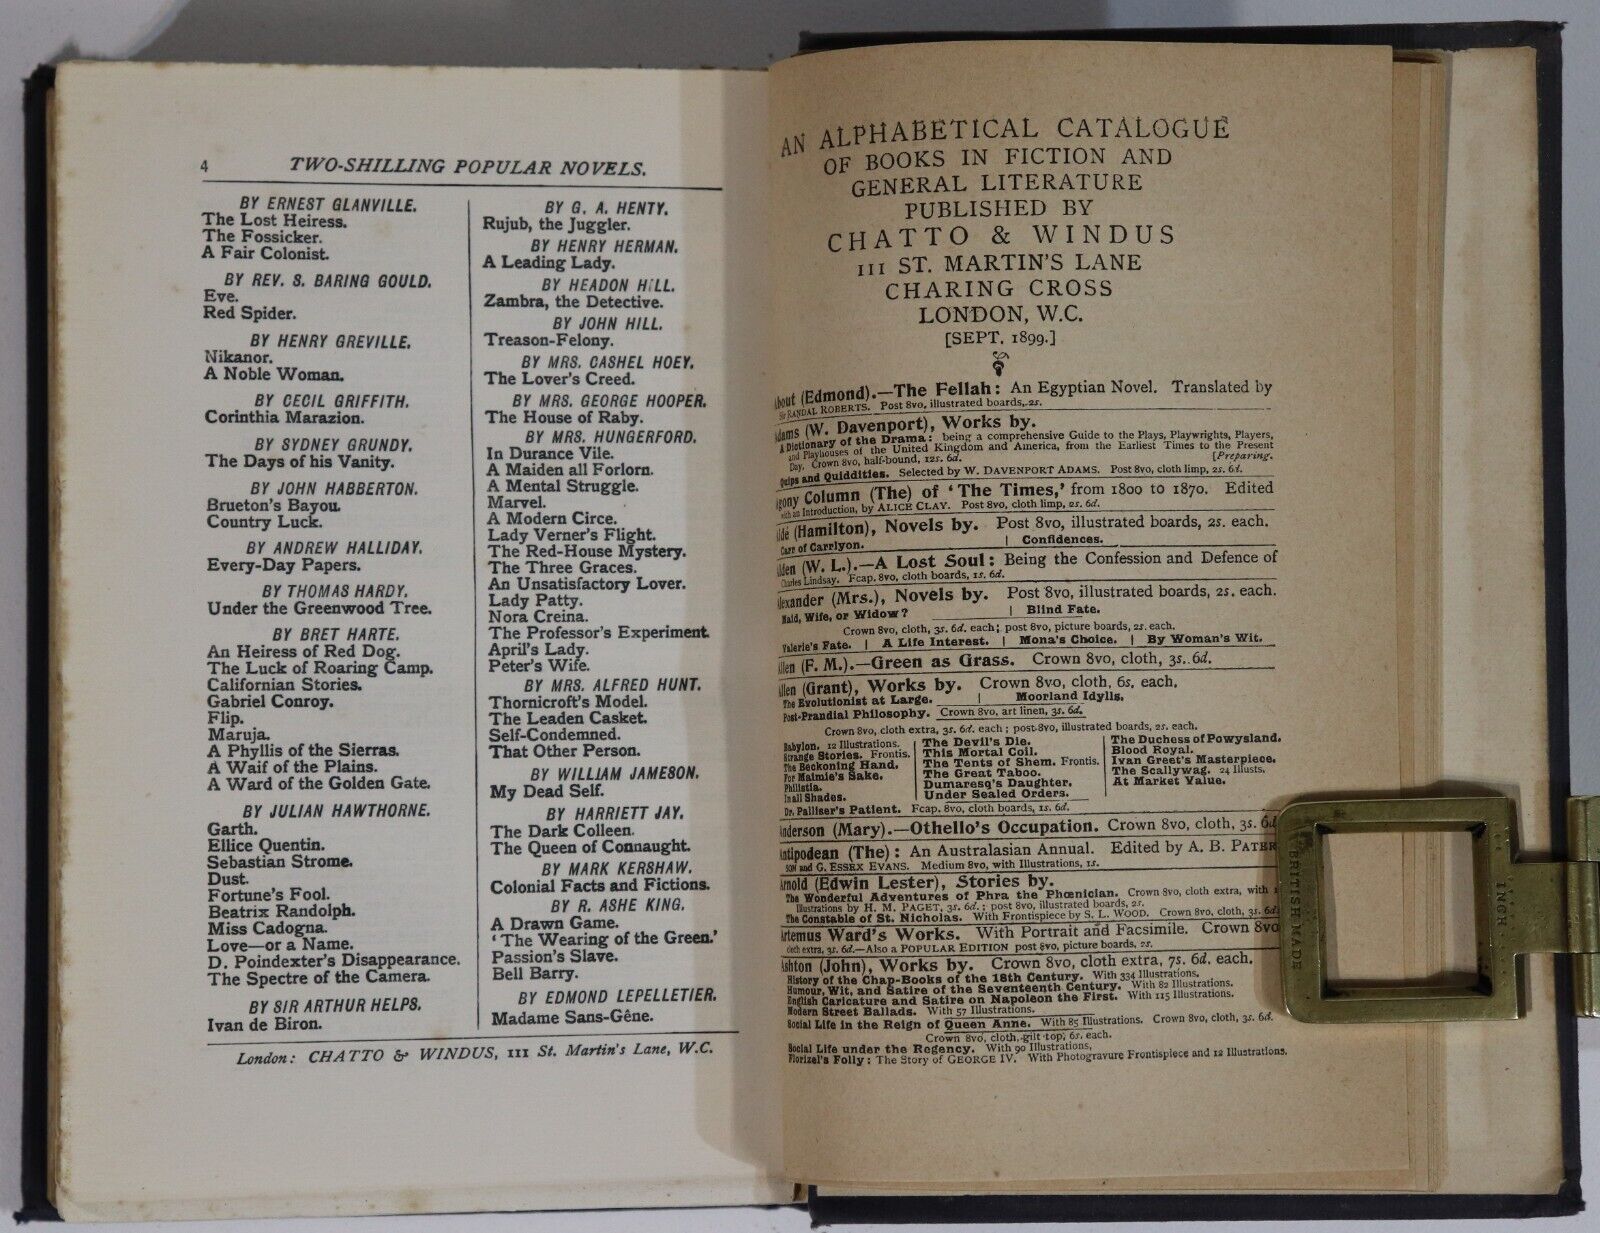 4 TWO-SHILLING POPULAR NOVELS.
BY ERNEST GLANVILLE.
The Lost Heiress.
The Fossicker.
A Fair Colonist.
BY REV. S. BARING GOULD.
Eve.
Red Spider.
BY HENRY GREVILLE.
Nikanor.
A Noble Woman.
BY CECIL GRIFFITH.
Corinthia Marazion.
BY SYDNEY GRUNDY.
The Days of his Vanity.
BY JOHN HABBERTON.
Brueton's Bayou.
Country Luck.
BY ANDREW HALLIDAY.
Every-Day Papers.
BY THOMAS HARDY.
Under the Greenwood Tree.
BY BRET HARTE.
An Heiress of Red Dog.
The Luck of Roaring Camp.
Californian Stories.
Gabriel Conroy.
Flip.
Maruja.
A Phyllis of the Sierras.
A Waif of the Plains.
A Ward of the Golden Gate.
BY JULIAN HAWTHORNE.
Garth.
Ellice Quentin.
Sebastian Strome.
Dust.
Fortune's Fool.
Beatrix Randolph.
Miss Cadogna.
Love—or a Name.
D. Poindexter's Disappearance.
The Spectre of the Camera.
BY SIR ARTHUR HELPS.
Ivan de Biron.
BY G. A. HENTY.
Rujub, the Juggler.
BY HENRY HERMAN.
A Leading Lady.
BY HEADON HILL.
Zambra, the Detective.
BY JOHN HILL.
Treason-Felony.
BY MRS. CASHEL HOEY.
The Lover's Creed.
BY MRS. GEORGE HOOPER.
The House of Raby.
BY MRS. HUNGERFORD.
In Durance Vile.
A Maiden all Forlorn.
A Mental Struggle.
Marvel.
A Modern Circe.
Lady Verner's Flight.
The Red-House Mystery.
The Three Graces.
An Unsatisfactory Lover.
Lady Patty.
Nora Creina.
The Professor's Experiment.
April's Lady.
Peter's Wife.
BY MRS. ALFRED HUNT.
Thornicroft's Model.
The Leaden Casket.
Self-Condemned.
That Other Person.
BY WILLIAM JAMESON.
My Dead Self.
BY HARRIETT JAY.
The Dark Colleen.
The Queen of Connaught.
BY MARK KERSHAW.
Colonial Facts and Fictions.
BY R. ASHE KING.
A Drawn Game.
'The Wearing of the Green.'
Passion's Slave.
Bell Barry.
BY EDMOND LEPELLETIER.
Madame Sans-Gêne.
London: CHATTO & WINDUS, 111 St. Martin's Lane, W.C.
AN ALPHABETICAL CATALOGUE
OF BOOKS IN FICTION AND
GENERAL LITERATURE
PUBLISHED BY
CHATTO & WINDUS
111 ST. MARTIN'S LANE
CHARING CROSS
LONDON, W.C.
[SEPT. 1899.]
About (Edmond).—The Fellah: An Egyptian Novel. Translated by
Sir RANDAL ROBERTS. Post 8vo, illustrated boards, 2s.
Adams (W. Davenport), Works by.
A Dictionary of the Drama: being a comprehensive Guide to the Plays, Playwrights, Players,
and Playhouses of the United Kingdom and America, from the Earliest Times to the Present
Day. Crown 8vo, half-bound, 12s. 6d. [Preparing.
Quips and Quiddities. Selected by W. DAVENPORT ADAMS. Post 8vo, cloth limp, 2s. 6d.
Agony Column (The) of 'The Times,' from 1800 to 1870. Edited
with an Introduction, by ALICE CLAY. Post 8vo, cloth limp, 2s. 6d.
Aïdé (Hamilton), Novels by. Post 8vo, illustrated boards, 2s. each.
Carr of Carrlyon. | Confidences.
Alden (W. L.).—A Lost Soul: Being the Confession and Defence of
Charles Lindsay. Fcap. 8vo, cloth boards, 1s. 6d.
Alexander (Mrs.), Novels by. Post 8vo, illustrated boards, 2s. each.
Maid, Wife, or Widow? | Blind Fate.
Crown 8vo, cloth, 3s. 6d. each; post 8vo, picture boards, 2s. each.
Valerie's Fate. | A Life Interest. | Mona's Choice. | By Woman's Wit.
Allen (F. M.).—Green as Grass. Crown 8vo, cloth, 3s. 6d.
Allen (Grant), Works by. Crown 8vo, cloth, 6s. each.
The Evolutionist at Large. | Moorland Idylls.
Post-Prandial Philosophy. Crown 8vo, art linen, 3s. 6d.
Crown 8vo, cloth extra, 3s. 6d. each; post 8vo, illustrated boards, 2s. each.
Babylon. 12 Illustrations.
Strange Stories. Frontis.
The Beckoning Hand.
For Maimie's Sake.
Philistia.
In all Shades.
The Devil's Die.
This Mortal Coil.
The Tents of Shem. Frontis.
The Great Taboo.
Dumaresq's Daughter.
Under Sealed Orders.
The Duchess of Powysland.
Blood Royal.
Ivan Greet's Masterpiece.
The Scallywag. 24 Illusts.
At Market Value.
Dr. Palliser's Patient. Fcap. 8vo, cloth boards, 1s. 6d.
Anderson (Mary).—Othello's Occupation. Crown 8vo, cloth, 3s. 6d
Antipodean (The): An Australasian Annual. Edited by A. B. PATER
SON and G. ESSEX EVANS. Medium 8vo, with Illustrations, 1s.
Arnold (Edwin Lester), Stories by.
The Wonderful Adventures of Phra the Phœnician. Crown 8vo, cloth extra, with 1
Illustrations by H. M. PAGET, 3s. 6d.; post 8vo, illustrated boards, 2s.
The Constable of St. Nicholas. With Frontispiece by S. L. WOOD. Crown 8vo, cloth, 3s. 6d.
Artemus Ward's Works. With Portrait and Facsimile. Crown 8vo
cloth extra, 3s. 6d.—Also a POPULAR EDITION post 8vo, picture boards, 2s.
Ashton (John), Works by. Crown 8vo, cloth extra, 7s. 6d. each.
History of the Chap-Books of the 18th Century. With 334 Illustrations.
Humour, Wit, and Satire of the Seventeenth Century. With 82 Illustrations.
English Caricature and Satire on Napoleon the First. With 115 Illustrations.
Modern Street Ballads. With 57 Illustrations.
Social Life in the Reign of Queen Anne. With 85 Illustrations. Crown 8vo, cloth, 3s. 6d.
Crown 8vo, cloth, gilt top, 6s. each.
Social Life under the Regency. With 90 Illustrations,
Florizel's Folly: The Story of GEORGE IV. With Photogravure Frontispiece and 12 Illustrations.
BRITISH MADE
INCH